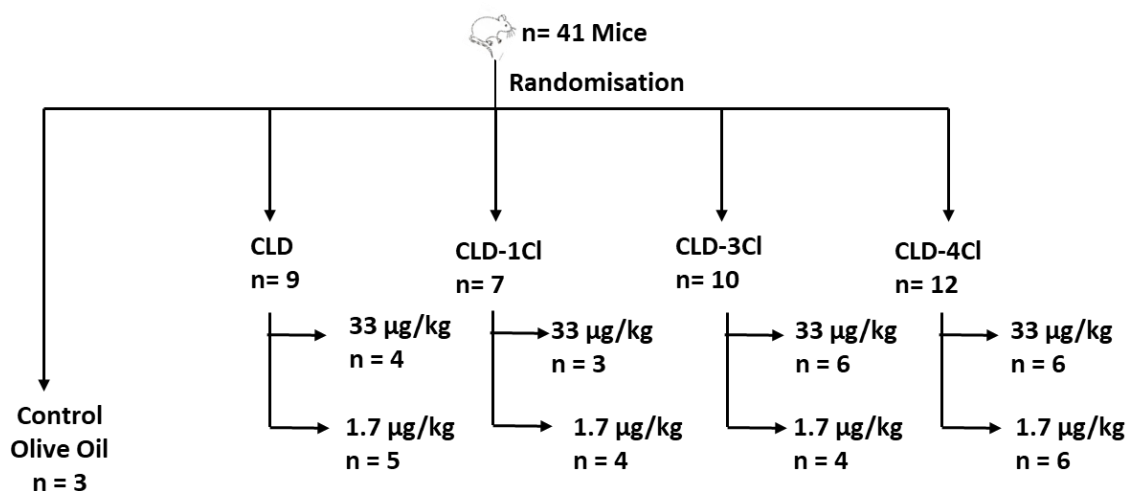 n= 41 Mice
Randomisation
CLD
n= 9
CLD-1Cl
n= 7
CLD-3Cl
n= 10
CLD-4Cl
n= 12
33 µg/kg
n = 4
33 µg/kg
n = 3
33 µg/kg
n = 6
33 µg/kg
n = 6
Control
Olive Oil
n = 3
1.7 µg/kg
n = 5
1.7 µg/kg
n = 4
1.7 µg/kg
n = 4
1.7 µg/kg
n = 6